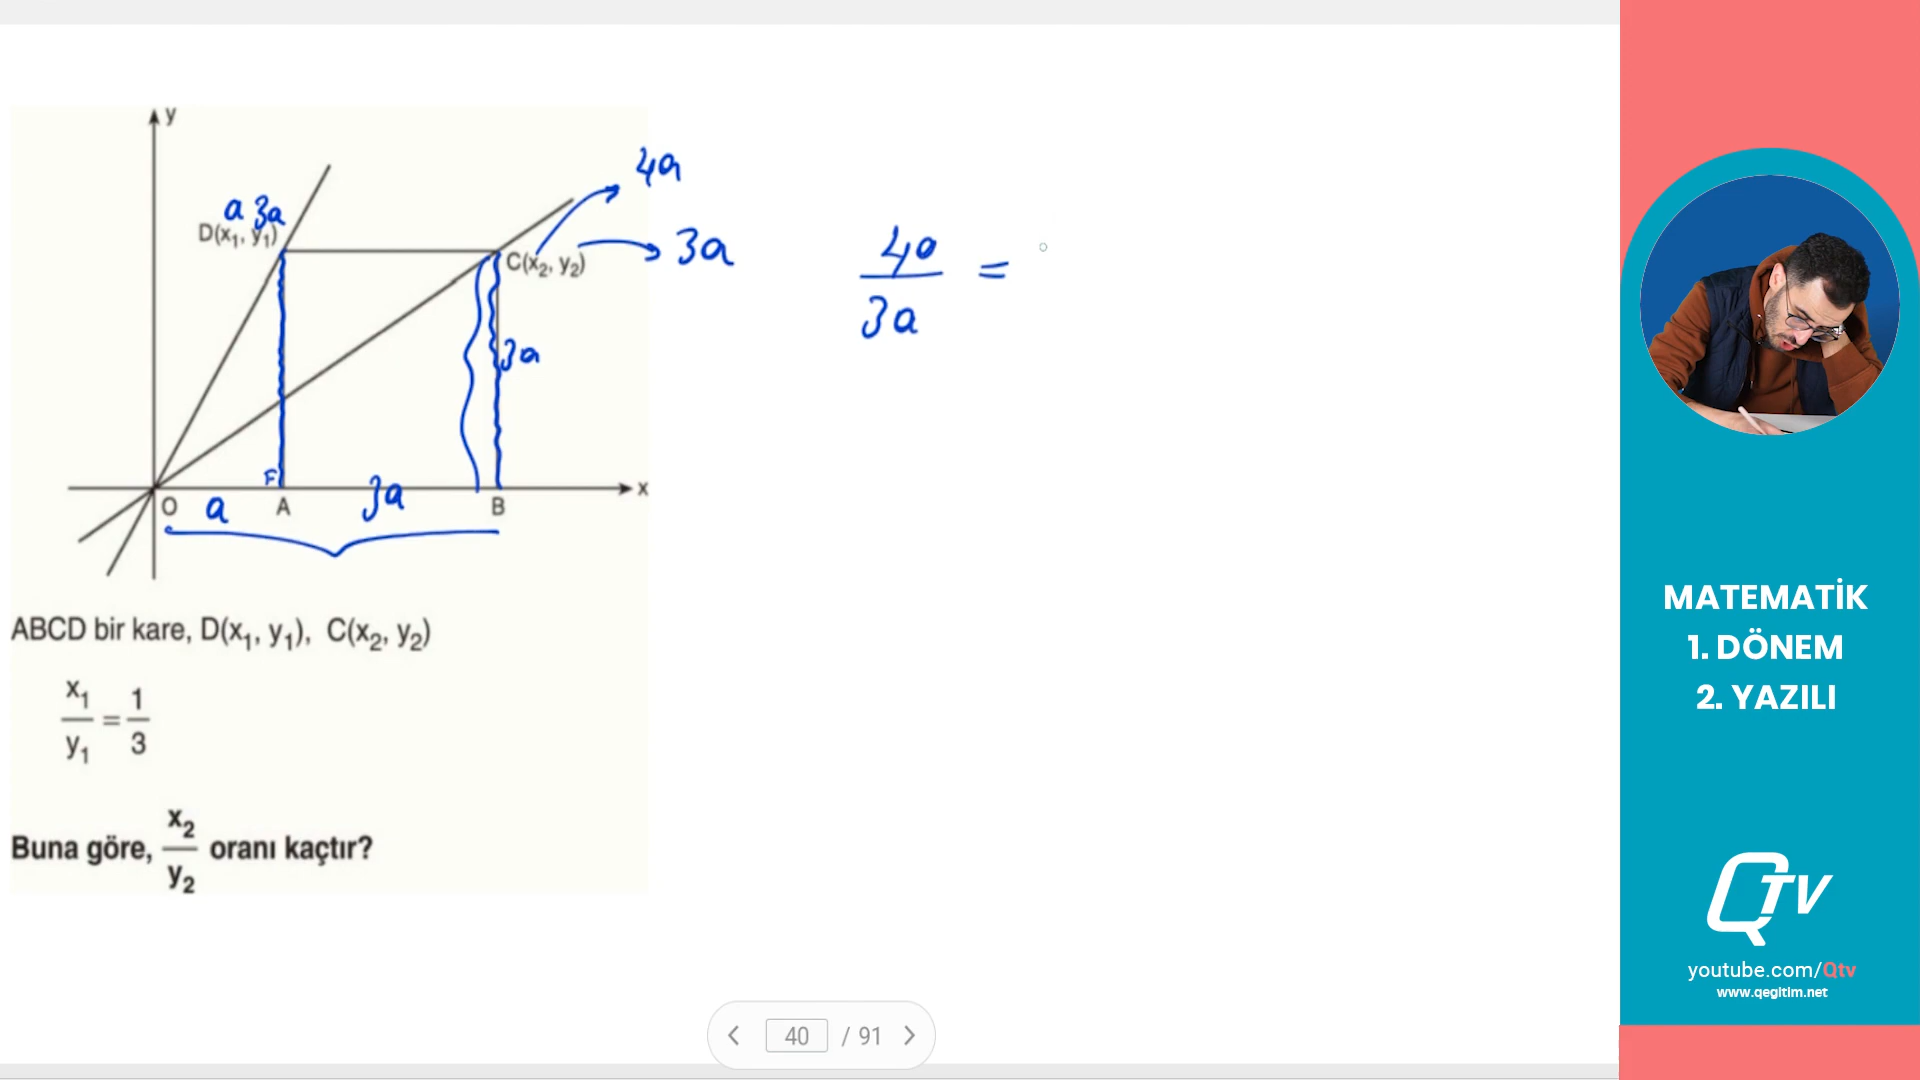 y
4a
a 3a
D(x₁, y₁)
C(x₂, y₂)
3a
4a
3a
=
3a
F
O a A 3a B x
ABCD bir kare, D(x₁, y₁), C(x₂, y₂)
x₁/y₁ = 1/3
Buna göre, x₂/y₂ oranı kaçtır?
40 / 91
MATEMATİK
1. DÖNEM
2. YAZILI
QTV
youtube.com/Qtv
www.qegitim.net